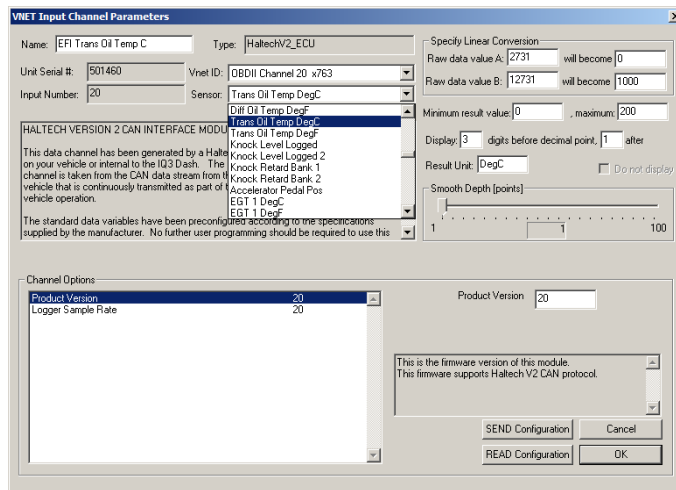 VNET Input Channel Parameters
Name: EFI Trans Oil Temp C Type: HaltechV2_ECU
Unit Serial #: 501460 Vnet ID: OBDII Channel 20 x763
Input Number: 20 Sensor: Trans Oil Temp DegC
Diff Oil Temp DegF
Trans Oil Temp DegC
Trans Oil Temp DegF
Knock Level Logged
Knock Level Logged 2
Knock Retard Bank 1
Knock Retard Bank 2
Accelerator Pedal Pos
EGT 1 DegC
EGT 1 DegF
HALTECH VERSION 2 CAN INTERFACE MODU
This data channel has been generated by a Halte
on your vehicle or internal to the IQ3 Dash. The
channel is taken from the CAN data stream from th
vehicle that is continuously transmitted as part of t
vehicle operation.
The standard data variables have been preconfigured according to the specifications
supplied by the manufacturer. No further user programming should be required to use this
Specify Linear Conversion
Raw data value A: 2731 will become 0
Raw data value B: 12731 will become 1000
Minimum result value: 0 , maximum: 200
Display: 3 digits before decimal point, 1 after
Result Unit: DegC Do not display
Smooth Depth [points]
1 1 100
Channel Options
Product Version 20
Logger Sample Rate 20
Product Version 20
This is the firmware version of this module.
This firmware supports Haltech V2 CAN protocol.
SEND Configuration Cancel
READ Configuration OK